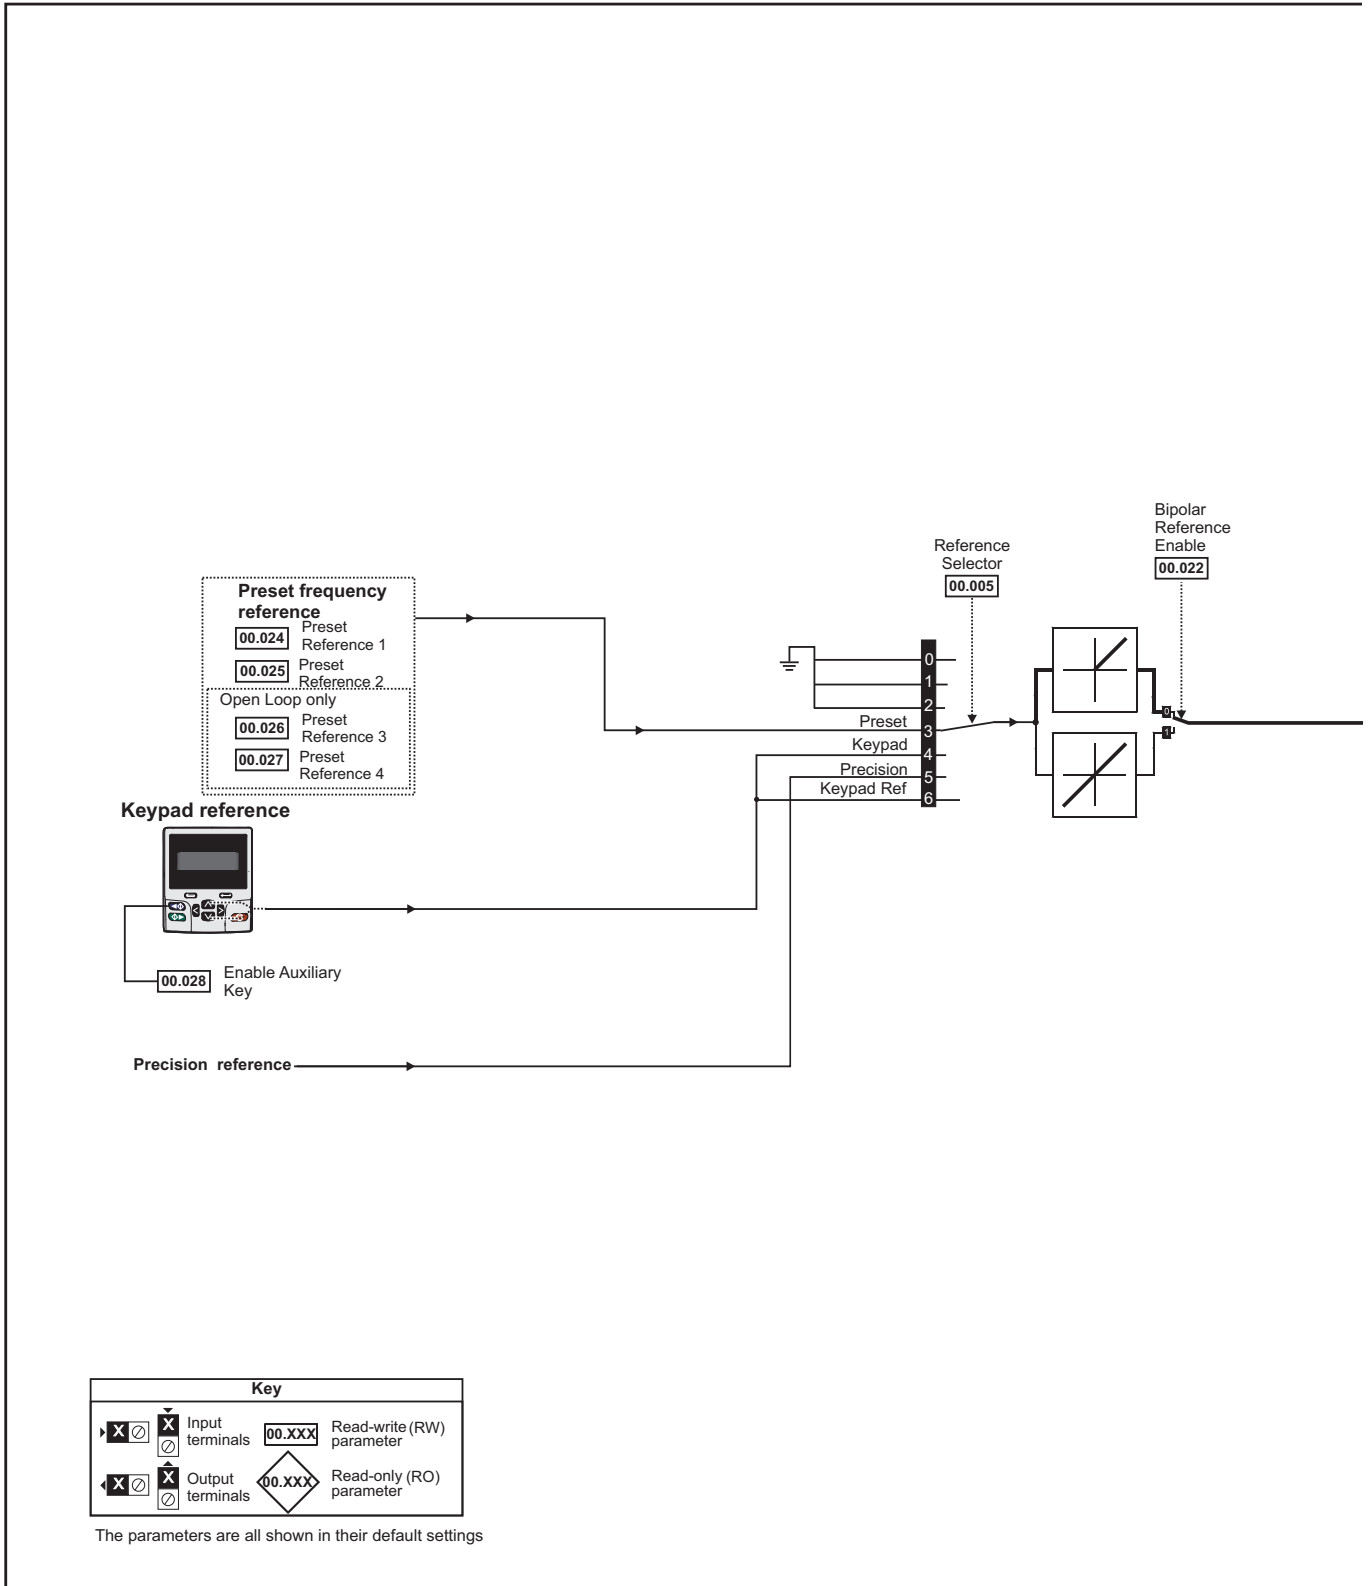 Bipolar
Reference
Enable
00.022
Reference
Selector
00.005
Preset frequency
reference
00.024
Preset
Reference 1
00.025
Preset
Reference 2
Open Loop only
00.026
Preset
Reference 3
00.027
Preset
Reference 4
0
1
2
Preset
3
Keypad
4
Precision
5
Keypad Ref
6
0
1
Keypad reference
00.028
Enable Auxiliary
Key
Precision reference
Key
X
X
Input
terminals
00.XXX
Read-write (RW)
parameter
X
X
Output
terminals
00.XXX
Read-only (RO)
parameter
The parameters are all shown in their default settings